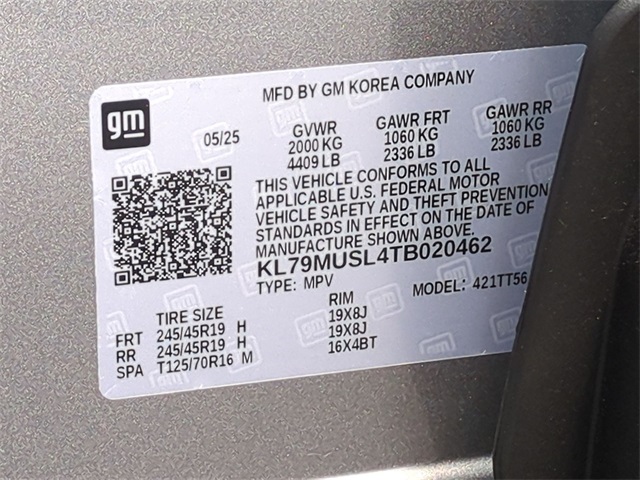 MFD BY GM KOREA COMPANY
gm
05/25
GVWR
2000 KG
4409 LB
GAWR FRT
1060 KG
2336 LB
GAWR RR
1060 KG
2336 LB
THIS VEHICLE CONFORMS TO ALL
APPLICABLE U.S. FEDERAL MOTOR
VEHICLE SAFETY AND THEFT PREVENTION
STANDARDS IN EFFECT ON THE DATE OF
KL79MUSL4TB020462
TYPE: MPV MODEL: 421TT56
TIRE SIZE RIM
FRT 245/45R19 H 19X8J
RR 245/45R19 H 19X8J
SPA T125/70R16 M 16X4BT